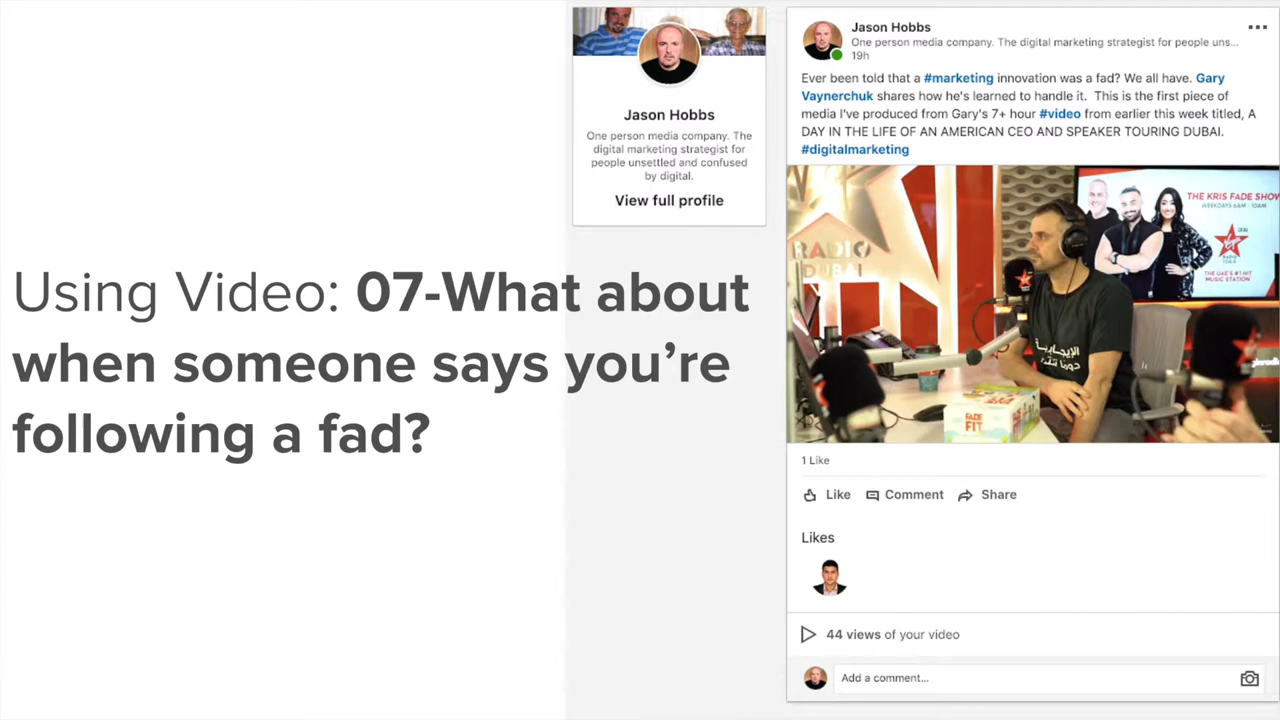 Using Video: 07-What about
when someone says you’re
following a fad?
Jason Hobbs
One person media company. The
digital marketing strategist for
people unsettled and confused
by digital.
View full profile
Jason Hobbs
One person media company. The digital marketing strategist for people uns...
19h
Ever been told that a #marketing innovation was a fad? We all have. Gary
Vaynerchuk shares how he's learned to handle it. This is the first piece of
media I've produced from Gary's 7+ hour #video from earlier this week titled, A
DAY IN THE LIFE OF AN AMERICAN CEO AND SPEAKER TOURING DUBAI.
#digitalmarketing
RADIO
DUBAI
THE KRIS FADE SHOW
WEEKDAYS 6AM - 10AM
Virgin
RADIO
THE UAE'S #1 HIT
MUSIC STATION
الإيجابية
دومًا
FADE
FIT
1 Like
Like
Comment
Share
Likes
44 views of your video
Add a comment...